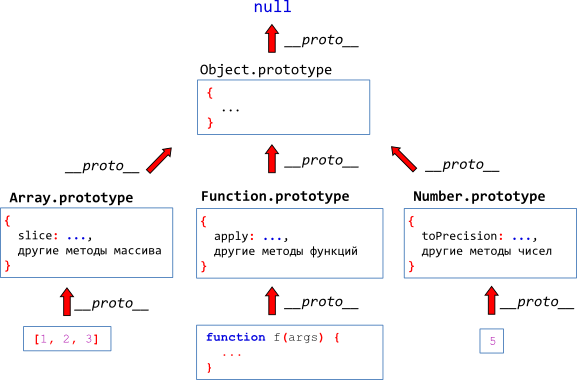 null
__proto__
Object.prototype
{
...
}
__proto__ __proto__ __proto__
Array.prototype Function.prototype Number.prototype
{ { {
slice: ..., apply: ..., toPrecision: ...,
другие методы массива другие методы функций другие методы чисел
} } }
__proto__ __proto__ __proto__
[1, 2, 3] function f(args) { 5
...
}